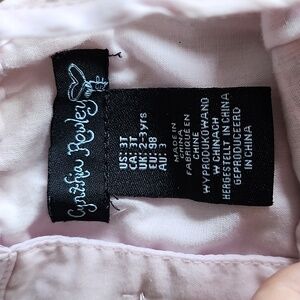 Cynthia Rowley
US: 3T
CA: 3T
UK: 2-3yrs
EU: 98
AU: 3
MADE IN
CHINA
FABRIQUÉ EN
CHINE
WYPRODUKOWANO
W CHINACH
HERGESTELLT IN CHINA
GEPRODUCEERD
IN CHINA